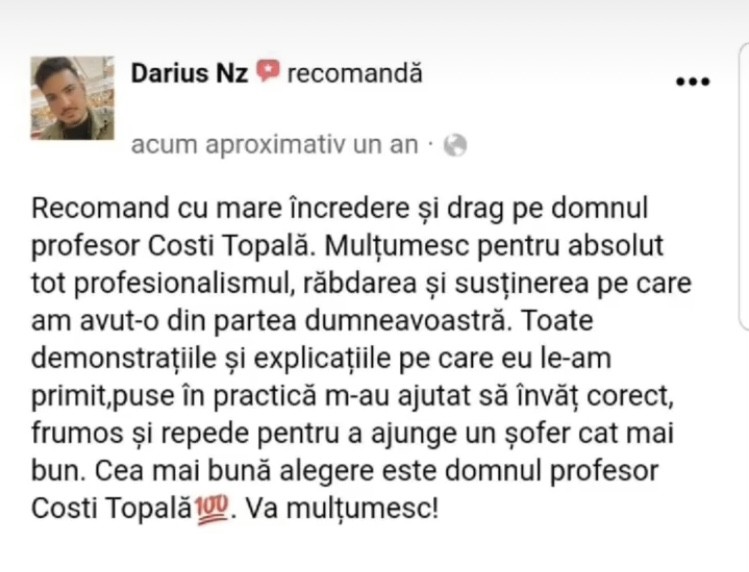 Darius Nz recomandă
acum aproximativ un an ·
Recomand cu mare încredere și drag pe domnul
profesor Costi Topală. Mulțumesc pentru absolut
tot profesionalismul, răbdarea și susținerea pe care
am avut-o din partea dumneavoastră. Toate
demonstrațiile și explicațiile pe care eu le-am
primit,puse în practică m-au ajutat să învăț corect,
frumos și repede pentru a ajunge un șofer cat mai
bun. Cea mai bună alegere este domnul profesor
Costi Topală💯. Va mulțumesc!